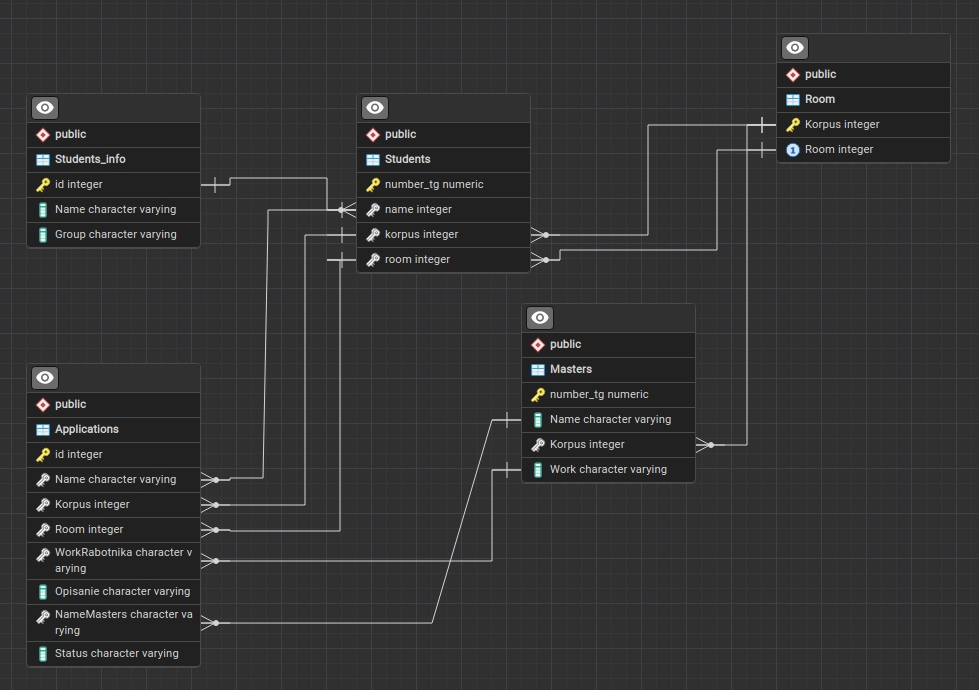 public
Students_info
id integer
Name character varying
Group character varying
public
Students
number_tg numeric
name integer
korpus integer
room integer
public
Room
Korpus integer
1
Room integer
public
Masters
number_tg numeric
Name character varying
Korpus integer
Work character varying
public
Applications
id integer
Name character varying
Korpus integer
Room integer
WorkRabotnika character v
arying
Opisanie character varying
NameMasters character va
rying
Status character varying